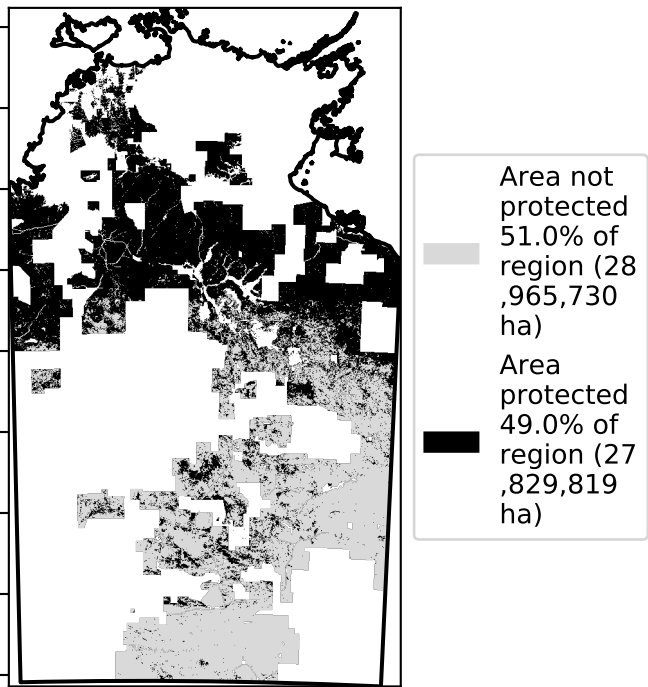 Area not
protected
51.0% of
region (28
,965,730
ha)
Area
protected
49.0% of
region (27
,829,819
ha)